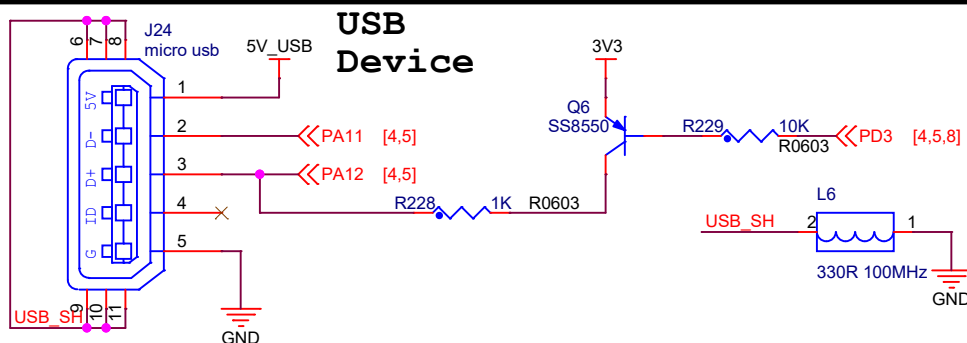 USB
Device
J24
micro usb
6
7
8
5V_USB
3V3
1
5V
Q6
SS8550
2
D-
PA11 [4,5]
R229
10K
R0603
PD3 [4,5,8]
3
D+
PA12 [4,5]
4
ID
R228
1K
R0603
L6
USB_SH
2
1
5
G
330R 100MHz
GND
USB_SH
9
10
11
GND